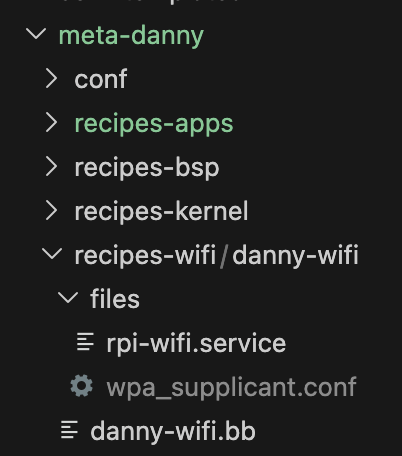 meta-danny
conf
recipes-apps
recipes-bsp
recipes-kernel
recipes-wifi/danny-wifi
files
rpi-wifi.service
wpa_supplicant.conf
danny-wifi.bb